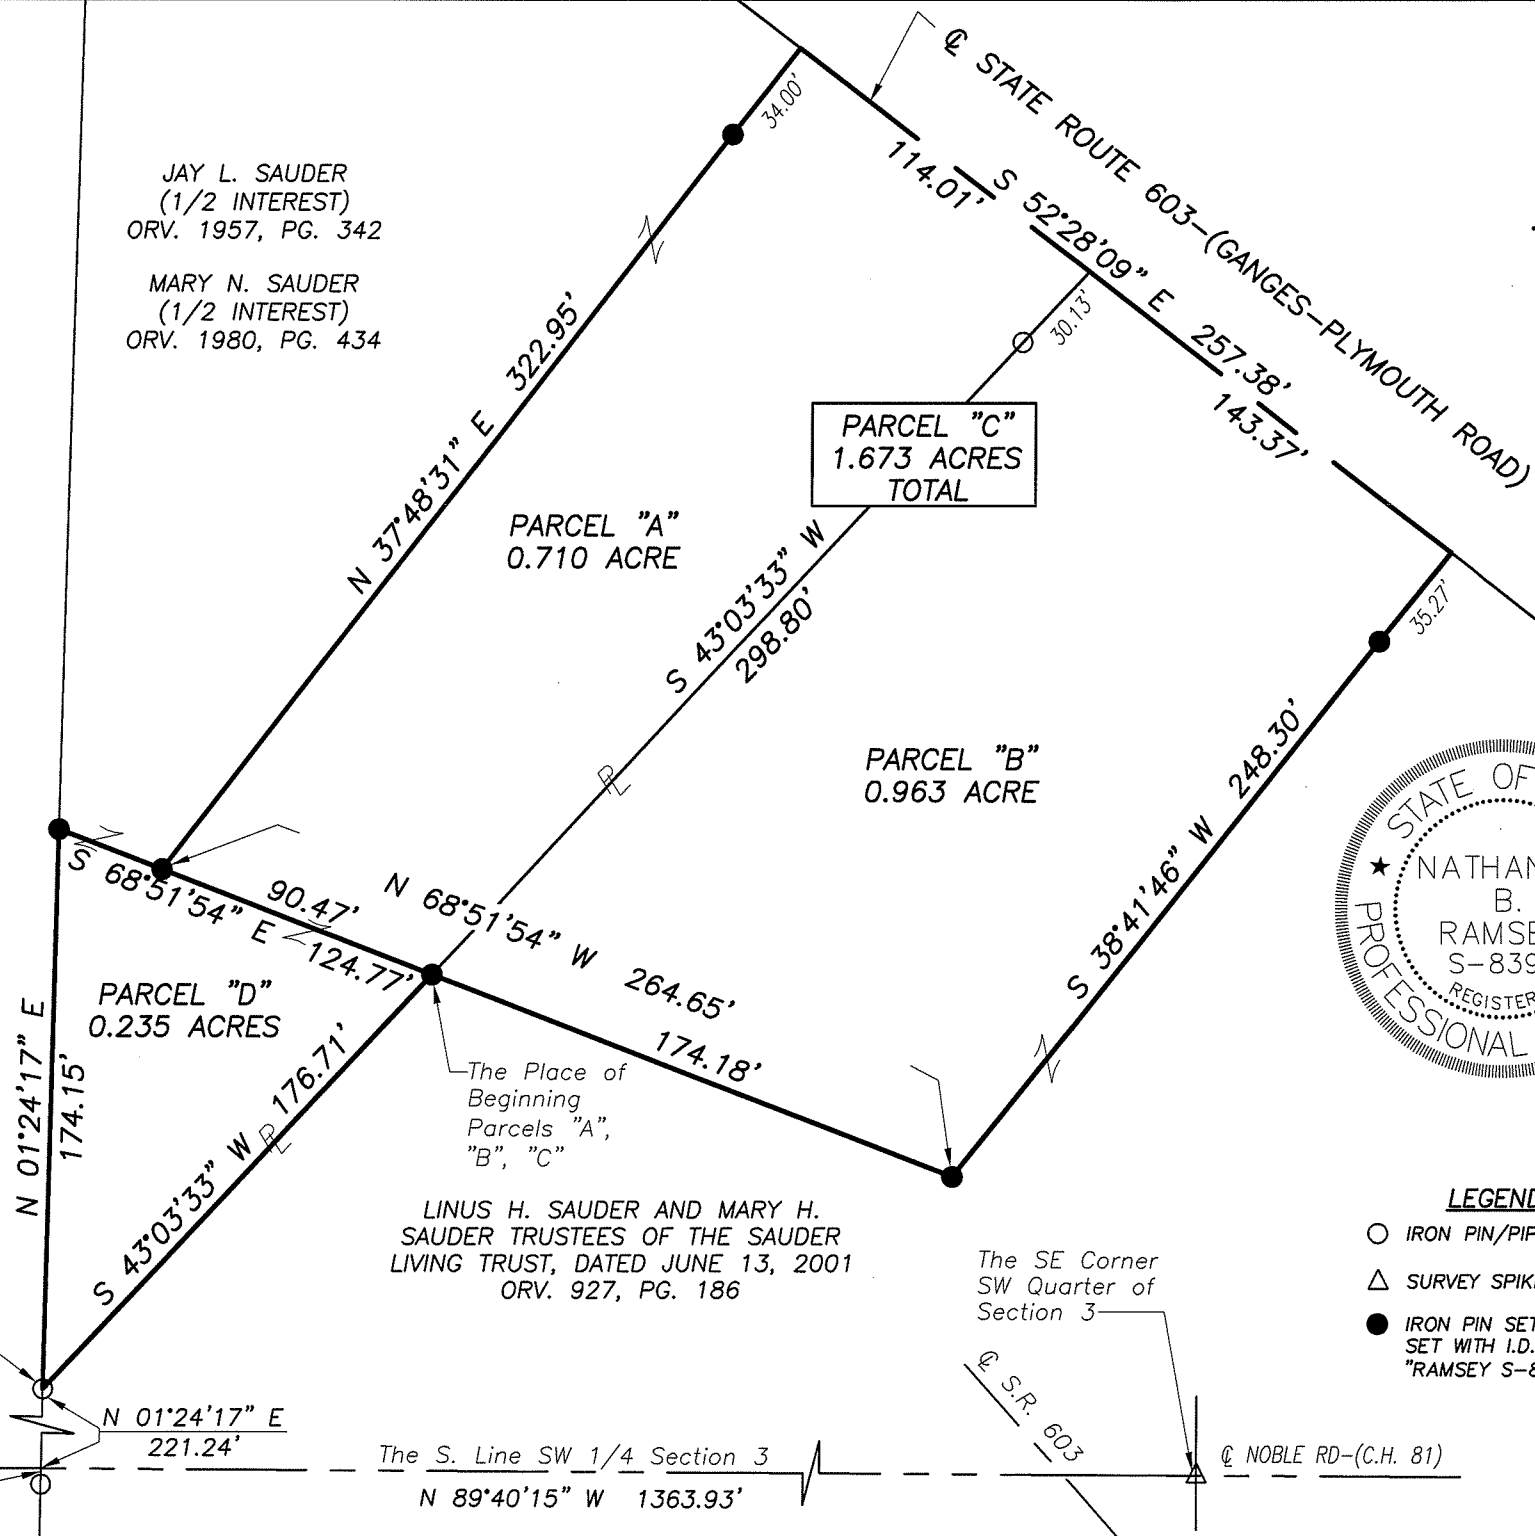 ℄ STATE ROUTE 603-(GANGES-PLYMOUTH ROAD)
34.00'
114.01'
S 52°28'09" E 257.38'
143.37'
JAY L. SAUDER
(1/2 INTEREST)
ORV. 1957, PG. 342
MARY N. SAUDER
(1/2 INTEREST)
ORV. 1980, PG. 434
N 37°48'31" E 322.95'
30.13'
PARCEL "C"
1.673 ACRES
TOTAL
PARCEL "A"
0.710 ACRE
S 43°03'33" W
298.80'
35.27'
PARCEL "B"
0.963 ACRE
S 38°41'46" W 248.30'
STATE OF
★
NATHAN
B.
RAMSE
S-839
REGISTER
PROFESSIONAL
S 68°51'54" E
124.77'
90.47'
N 68°51'54" W 264.65'
174.18'
PARCEL "D"
0.235 ACRES
N 01°24'17" E
174.15'
S 43°03'33" W 176.71'
The Place of
Beginning
Parcels "A",
"B", "C"
LINUS H. SAUDER AND MARY H.
SAUDER TRUSTEES OF THE SAUDER
LIVING TRUST, DATED JUNE 13, 2001
ORV. 927, PG. 186
The SE Corner
SW Quarter of
Section 3
LEGEND
IRON PIN/PIP
SURVEY SPIK
IRON PIN SET
SET WITH I.D.
"RAMSEY S-8
℄ S.R. 603
N 01°24'17" E
221.24'
The S. Line SW 1/4 Section 3
N 89°40'15" W 1363.93'
℄ NOBLE RD-(C.H. 81)